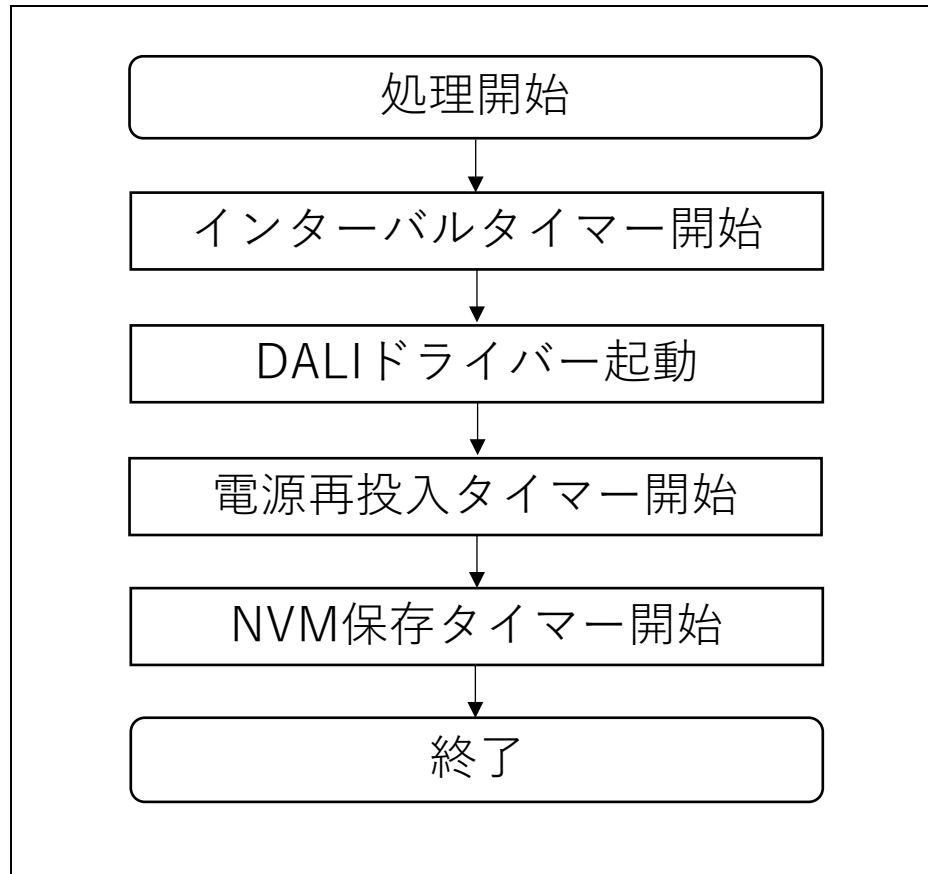 処理開始
インターバルタイマー開始
DALIドライバー起動
電源再投入タイマー開始
NVM保存タイマー開始
終了